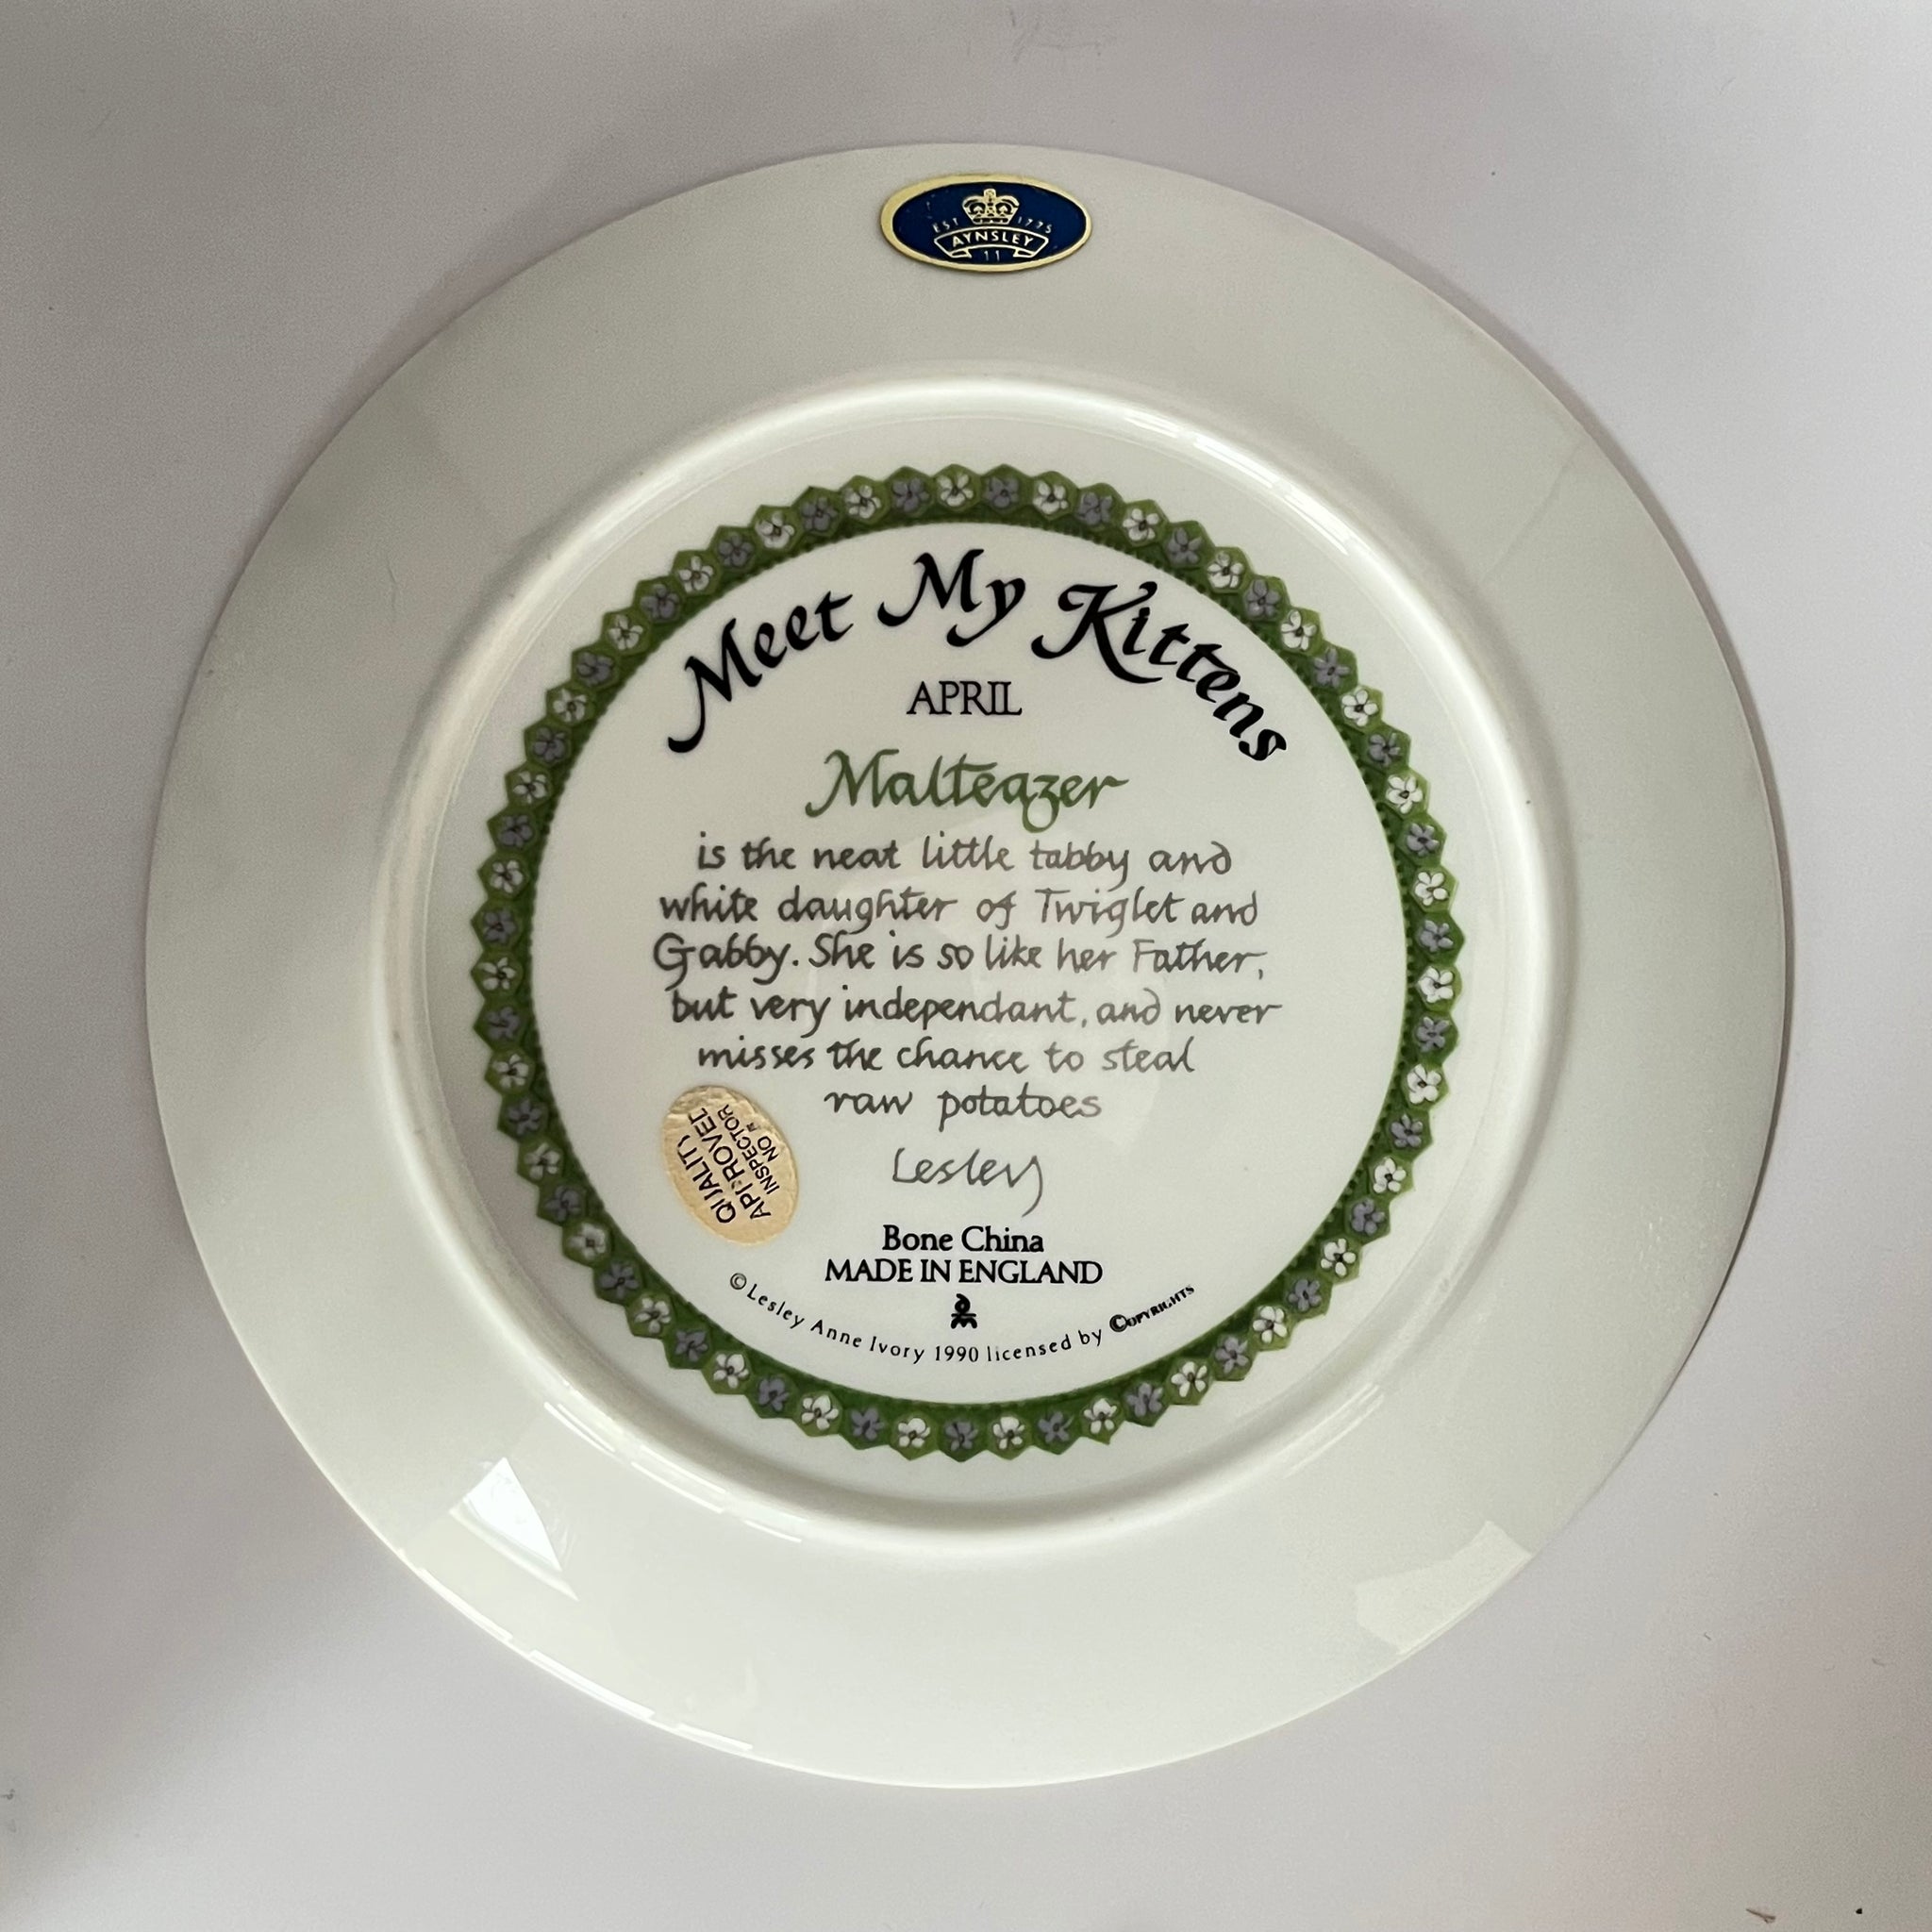 EST 1775
AYNSLEY
11
Meet My Kittens
APRIL
Malteazer
is the neat little tabby and
white daughter of Twiglet and
Gabby. She is so like her Father,
but very independant, and never
misses the chance to steal
raw potatoes
Lesley
QUALITY
APPROVED
INSPECTOR
NO
Bone China
MADE IN ENGLAND
©Lesley Anne Ivory 1990 licensed by ©OPYRIGHTS